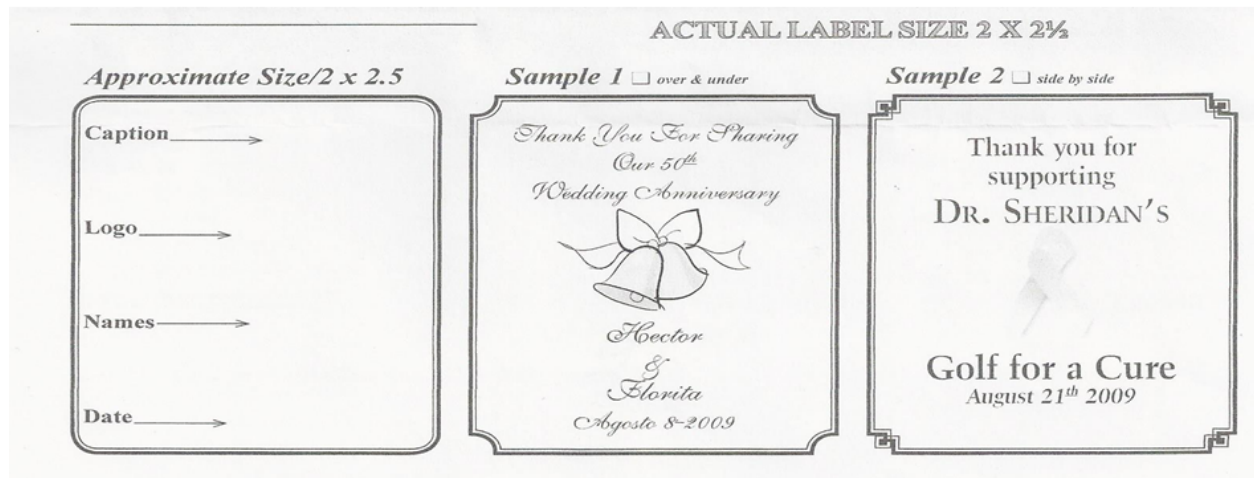 ACTUAL LABEL SIZE 2 X 2½
Approximate Size/2 x 2.5
Caption
Logo
Names
Date
Sample 1 over & under
Thank You For Sharing
Our 50th
Wedding Anniversary
Hector
&
Florita
Agosto 8-2009
Sample 2 side by side
Thank you for
supporting
DR. SHERIDAN'S
Golf for a Cure
August 21th 2009